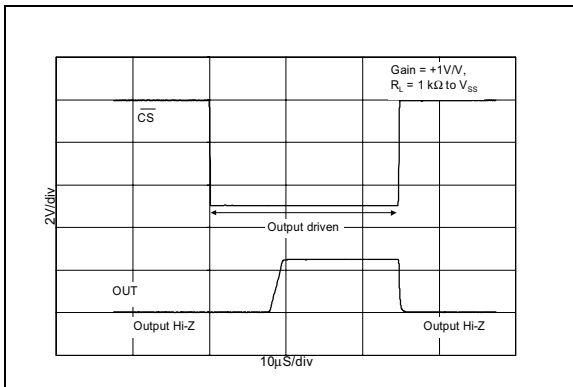 Gain = +1V/V,
R_L = 1 kΩ to V_SS
CS
2V/div
Output driven
OUT
Output Hi-Z
Output Hi-Z
10µS/div